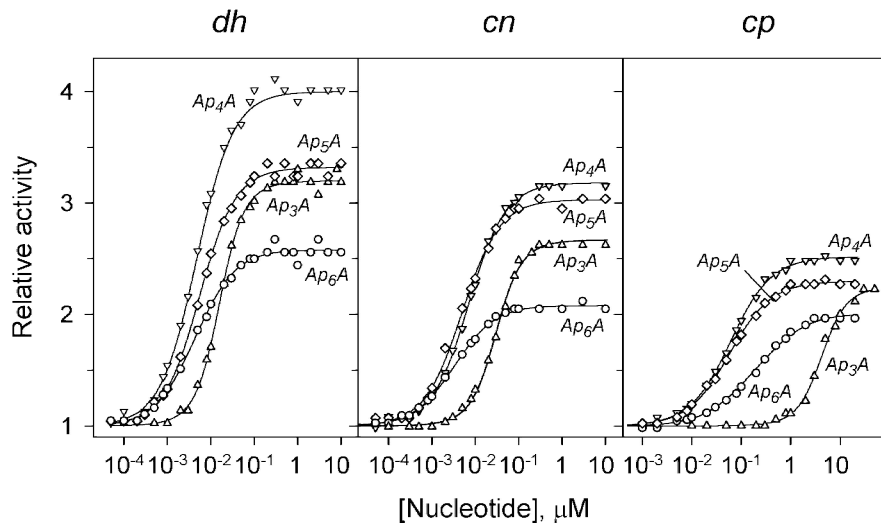 dh cn cp
4
3
2
1
Relative activity
Ap₄A
Ap₅A
Ap₃A
Ap₆A
Ap₄A
Ap₅A
Ap₃A
Ap₆A
Ap₄A
Ap₅A
Ap₆A
Ap₃A
10⁻⁴ 10⁻³ 10⁻² 10⁻¹ 1 10 10⁻⁴ 10⁻³ 10⁻² 10⁻¹ 1 10 10⁻³ 10⁻² 10⁻¹ 1 10
[Nucleotide], μM